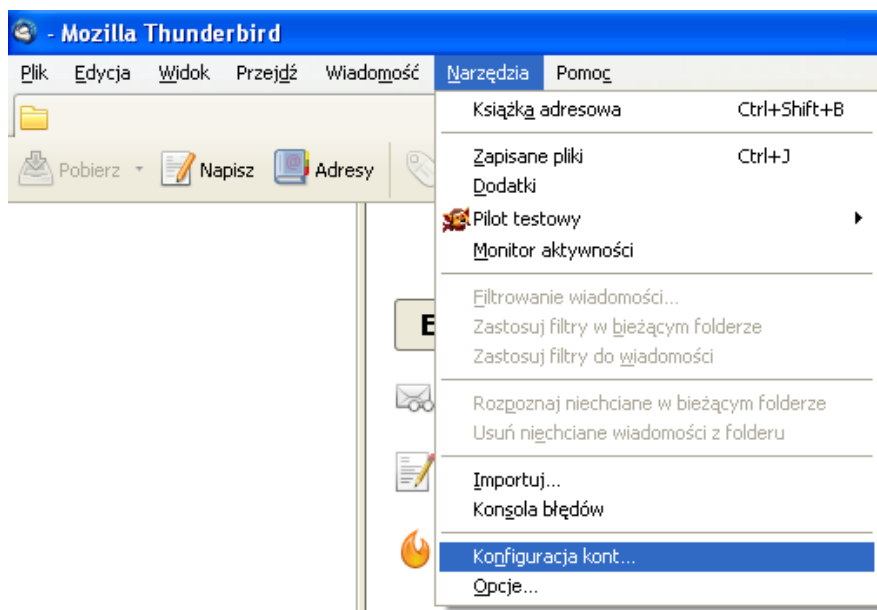 - Mozilla Thunderbird
Plik Edycja Widok Przejdź Wiadomość Narzędzia Pomoc
Książka adresowa Ctrl+Shift+B
Pobierz Napisz Adresy
Zapisane pliki Ctrl+J
Dodatki
Pilot testowy
Monitor aktywności
Filtrowanie wiadomości...
E
Zastosuj filtry w bieżącym folderze
Zastosuj filtry do wiadomości
Rozpoznaj niechciane w bieżącym folderze
Usuń niechciane wiadomości z folderu
Importuj...
Konsola błędów
Konfiguracja kont...
Opcje...